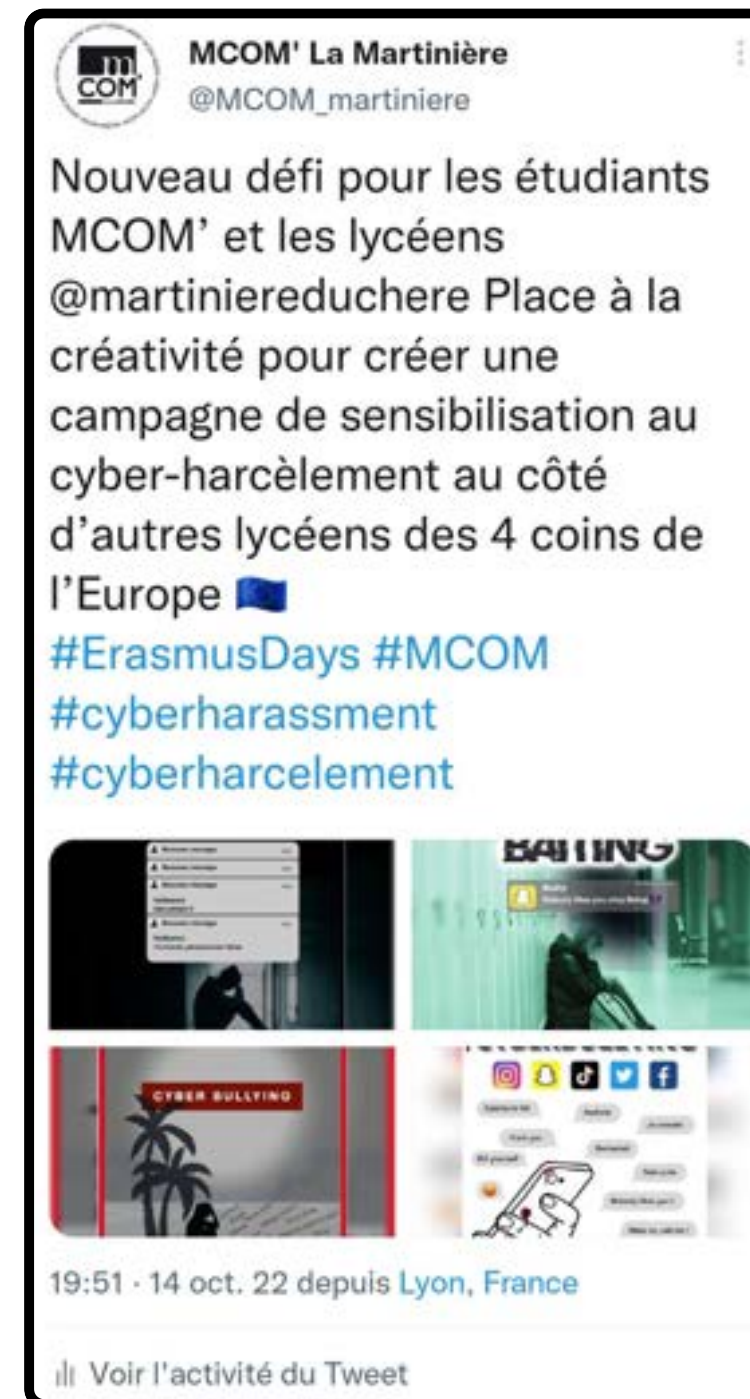 m
COM'
MCOM' La Martinière
@MCOM_martiniere
Nouveau défi pour les étudiants
MCOM’ et les lycéens
@martiniereduchere Place à la
créativité pour créer une
campagne de sensibilisation au
cyber-harcèlement au côté
d’autres lycéens des 4 coins de
l’Europe 🇪🇺
#ErasmusDays #MCOM
#cyberharassment
#cyberharcelement
BAITING
CYBER BULLYING
19:51 · 14 oct. 22 depuis Lyon, France
Voir l'activité du Tweet